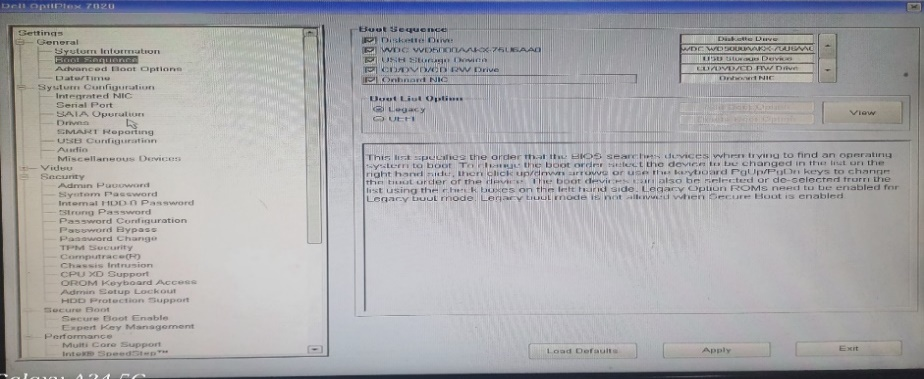 Dell OptiPlex 7020
Settings
General
System Information
Boot Sequence
Advanced Boot Options
Date/Time
System Configuration
Integrated NIC
Serial Port
SATA Operation
Drives
SMART Reporting
USB Configuration
Audio
Miscellaneous Devices
Video
Security
Admin Password
System Password
Internal HDD-0 Password
Strong Password
Password Configuration
Password Bypass
Password Change
TPM Security
Computrace(R)
Chassis Intrusion
CPU XD Support
OROM Keyboard Access
Admin Setup Lockout
HDD Protection Support
Secure Boot
Secure Boot Enable
Expert Key Management
Performance
Multi Core Support
Intel® SpeedStep™
Boot Sequence
Diskette Drive
WDC WD5000AAKX-75U6AA0
USB Storage Device
CD/DVD/CD-RW Drive
Onboard NIC
Diskette Drive
USB Storage Device
CD/DVD/CD-RW Drive
Onboard NIC
Boot List Option
Legacy
UEFI
Add Boot Option
Delete Boot Option
View
This list specifies the order that the BIOS searches devices when trying to find an operating
system to boot. To change the boot order select the device to be changed in the list on the
right hand side, then click up/down arrows or use the keyboard PgUp/PgDn keys to change
the boot order of the device. The boot devices can also be selected or de-selected from the
list using the check boxes on the left hand side. Legacy Option ROMs need to be enabled for
Legacy boot mode. Legacy boot mode is not allowed when Secure Boot is enabled.
Load Defaults
Apply
Exit
Galaxy A34 5G